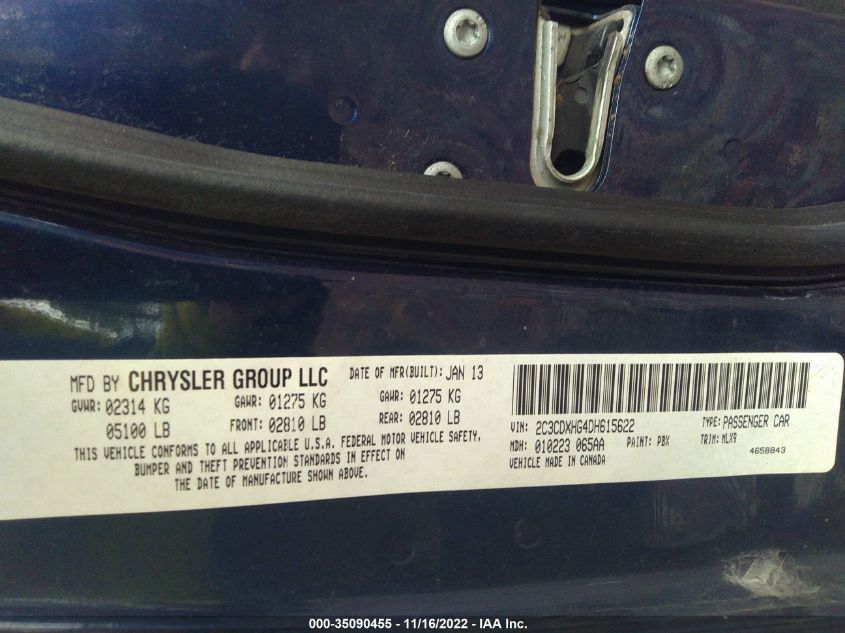 MFD BY CHRYSLER GROUP LLC DATE OF MFR(BUILT): JAN 13
GVWR: 02314 KG GAWR: 01275 KG GAWR: 01275 KG
05100 LB FRONT: 02810 LB REAR: 02810 LB
THIS VEHICLE CONFORMS TO ALL APPLICABLE U.S.A. FEDERAL MOTOR VEHICLE SAFETY,
BUMPER AND THEFT PREVENTION STANDARDS IN EFFECT ON
THE DATE OF MANUFACTURE SHOWN ABOVE.
VIN: 2C3CDXHG4DH615622 TYPE: PASSENGER CAR
MDH: 010223 065AA PAINT: PBX TRIM: MLX9
VEHICLE MADE IN CANADA 4658843
000-35090455 - 11/16/2022 - IAA Inc.